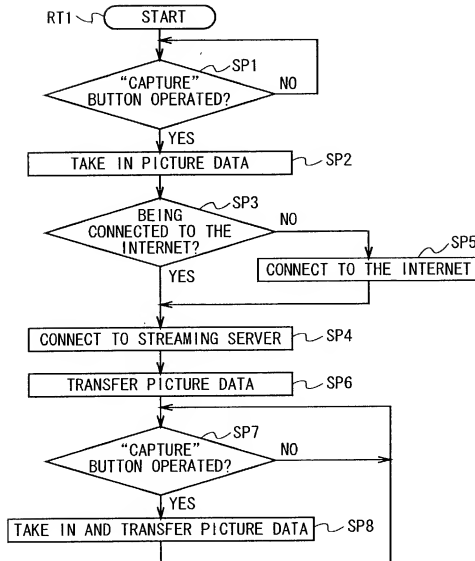 RT1
START
SP1
“CAPTURE”
BUTTON OPERATED?
NO
YES
TAKE IN PICTURE DATA
SP2
SP3
BEING
CONNECTED TO THE
INTERNET?
NO
YES
SP5
CONNECT TO THE INTERNET
CONNECT TO STREAMING SERVER
SP4
TRANSFER PICTURE DATA
SP6
SP7
“CAPTURE”
BUTTON OPERATED?
NO
YES
TAKE IN AND TRANSFER PICTURE DATA
SP8